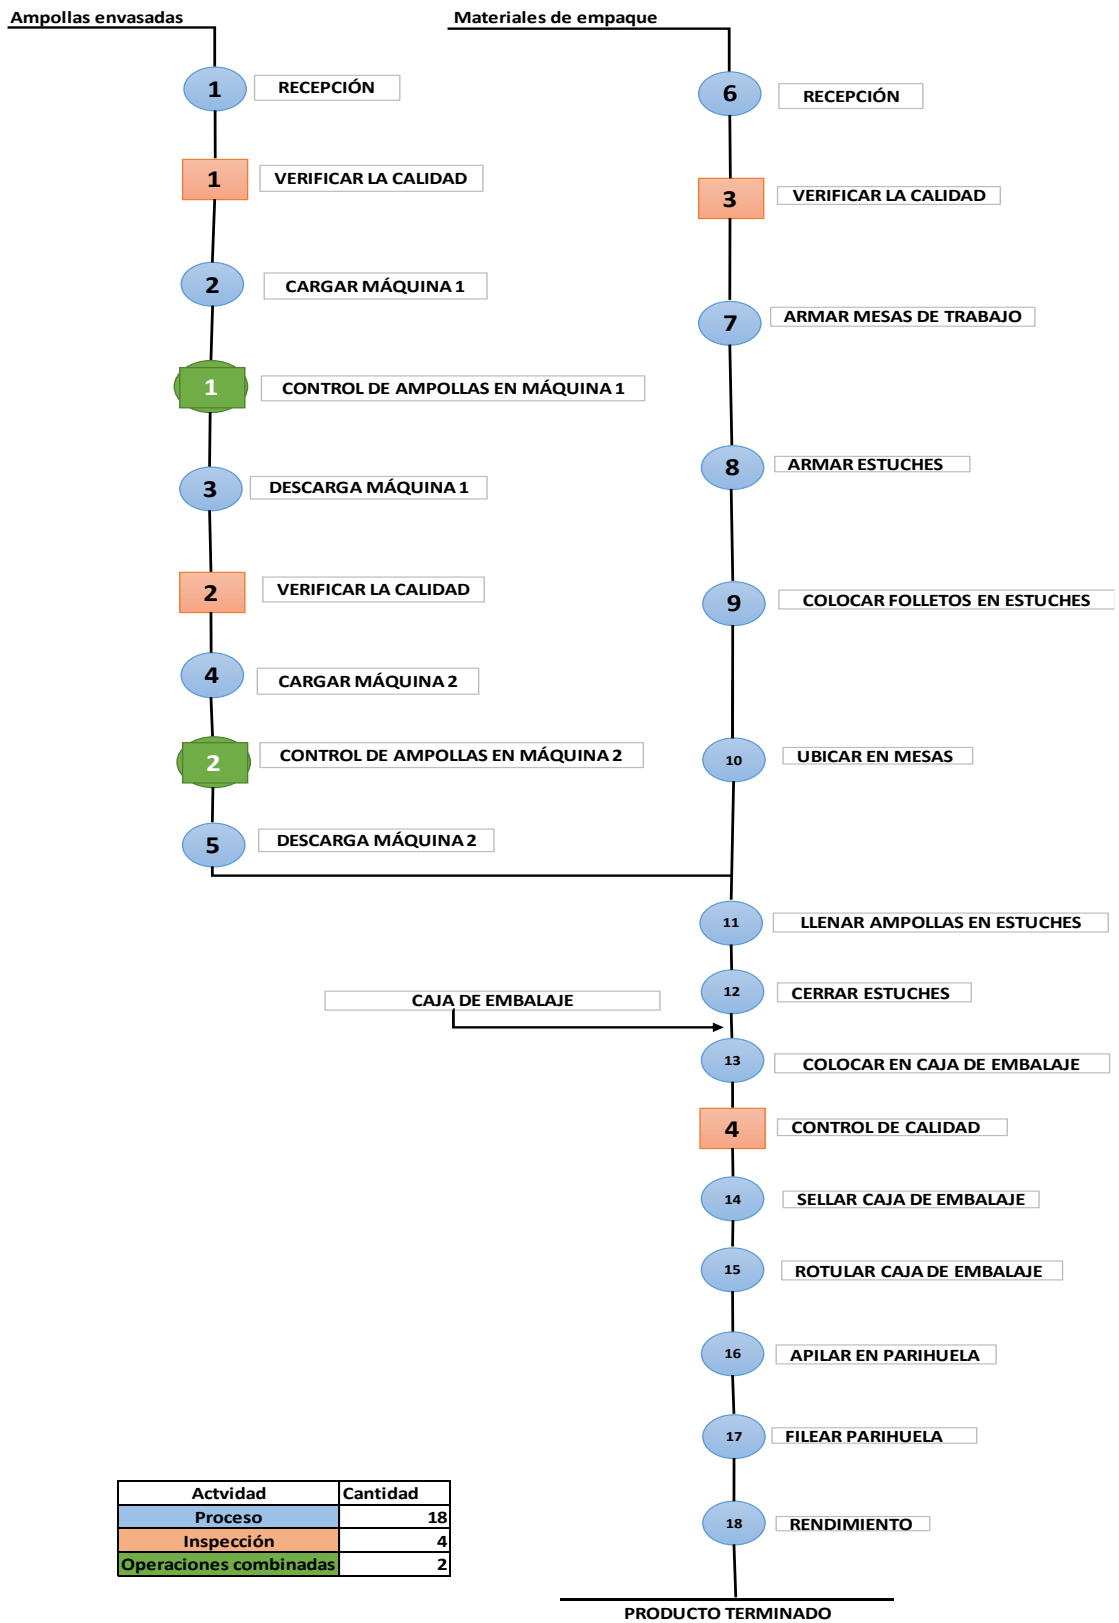 Ampollas envasadas
1 RECEPCIÓN
1 VERIFICAR LA CALIDAD
2 CARGAR MÁQUINA 1
1 CONTROL DE AMPOLLAS EN MÁQUINA 1
3 DESCARGA MÁQUINA 1
2 VERIFICAR LA CALIDAD
4 CARGAR MÁQUINA 2
2 CONTROL DE AMPOLLAS EN MÁQUINA 2
5 DESCARGA MÁQUINA 2
Materiales de empaque
6 RECEPCIÓN
3 VERIFICAR LA CALIDAD
7 ARMAR MESAS DE TRABAJO
8 ARMAR ESTUCHES
9 COLOCAR FOLLETOS EN ESTUCHES
10 UBICAR EN MESAS
11 LLENAR AMPOLLAS EN ESTUCHES
12 CERRAR ESTUCHES
CAJA DE EMBALAJE
13 COLOCAR EN CAJA DE EMBALAJE
4 CONTROL DE CALIDAD
14 SELLAR CAJA DE EMBALAJE
15 ROTULAR CAJA DE EMBALAJE
16 APILAR EN PARIHUELA
17 FILEAR PARIHUELA
18 RENDIMIENTO
PRODUCTO TERMINADO
Actvidad Cantidad
Proceso 18
Inspección 4
Operaciones combinadas 2